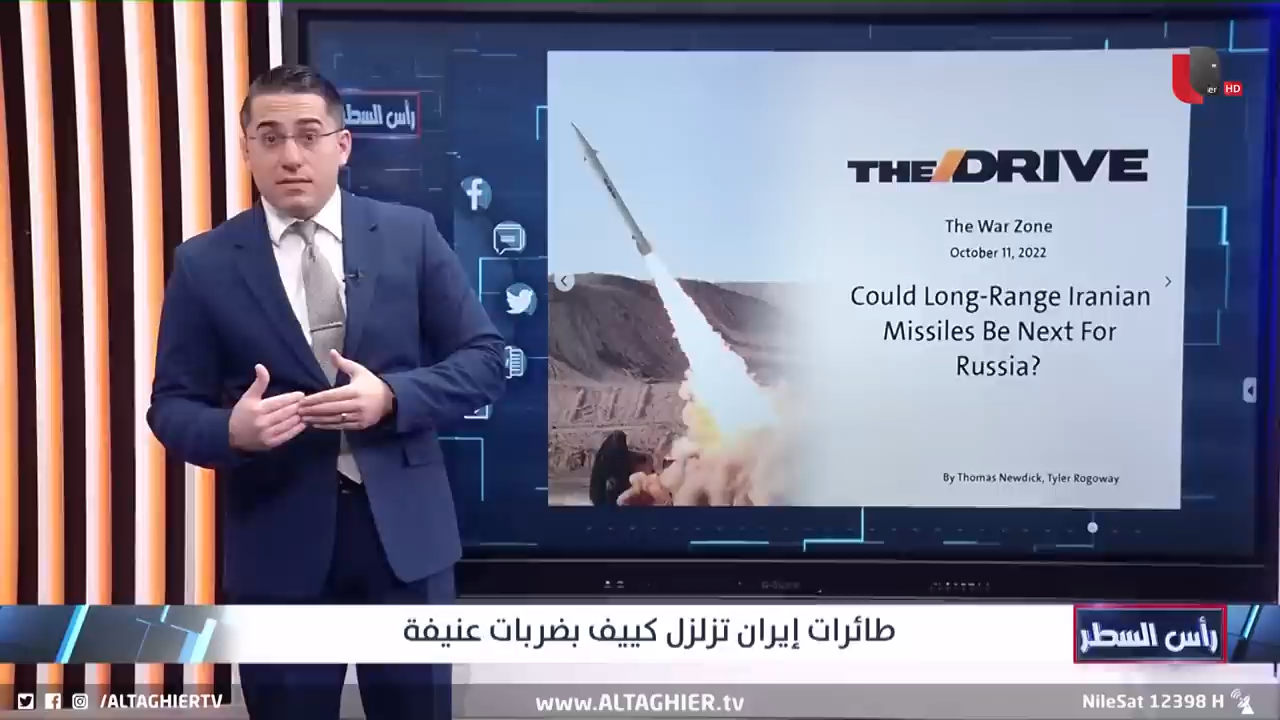 رأس السطر
HD
THE DRIVE
The War Zone
October 11, 2022
Could Long-Range Iranian
Missiles Be Next For
Russia?
By Thomas Newdick, Tyler Rogoway
طائرات إيران تزلزل كييف بضربات عنيفة
رأس السطر
/ALTAGHIERTV
www.ALTAGHIER.tv
NileSat 12398 H